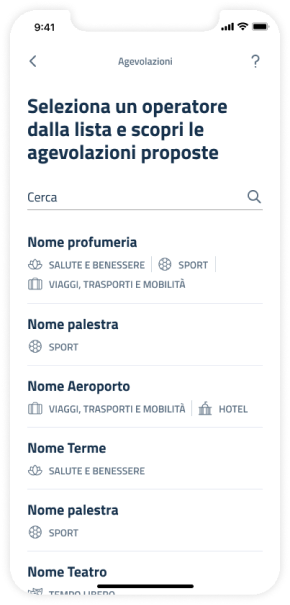 9:41
Agevolazioni
Seleziona un operatore
dalla lista e scopri le
agevolazioni proposte
Cerca
Nome profumeria
SALUTE E BENESSERE SPORT
VIAGGI, TRASPORTI E MOBILITÀ
Nome palestra
SPORT
Nome Aeroporto
VIAGGI, TRASPORTI E MOBILITÀ HOTEL
Nome Terme
SALUTE E BENESSERE
Nome palestra
SPORT
Nome Teatro
TEMPO LIBERO